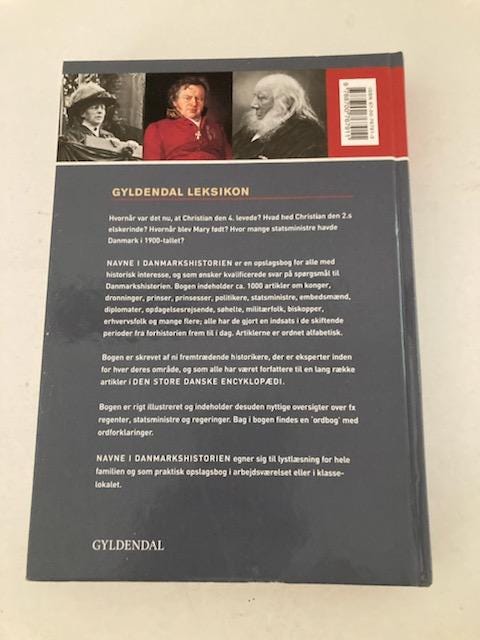 GYLDENDAL LEKSIKON
Hvornår var det nu, at Christian den 4. levede? Hvad hed Christian den 2.s
elskerinde? Hvornår blev Mary født? Hvor mange statsministre havde
Danmark i 1900-tallet?
NAVNE I DANMARKSHISTORIEN er en opslagsbog for alle med
historisk interesse, og som ønsker kvalificerede svar på spørgsmål til
Danmarkshistorien. Bogen indeholder ca. 1000 artikler om konger,
dronninger, prinser, prinsesser, politikere, statsministre, embedsmænd,
diplomater, opdagelsesrejsende, søhelte, militærfolk, biskopper,
erhvervsfolk og mange flere; alle har de gjort en indsats i de skiftende
perioder fra forhistorien frem til i dag. Artiklerne er ordnet alfabetisk.
Bogen er skrevet af ni fremtrædende historikere, der er eksperter inden
for hver deres område, og som alle har været forfattere til en lang række
artikler i DEN STORE DANSKE ENCYKLOPÆDI.
Bogen er rigt illustreret og indeholder desuden nyttige oversigter over fx
regenter, statsministre og regeringer. Bag i bogen findes en 'ordbog' med
ordforklaringer.
NAVNE I DANMARKSHISTORIEN egner sig til lystlæsning for hele
familien og som praktisk opslagsbog i arbejdsværelset eller i klasse-
lokalet.
GYLDENDAL